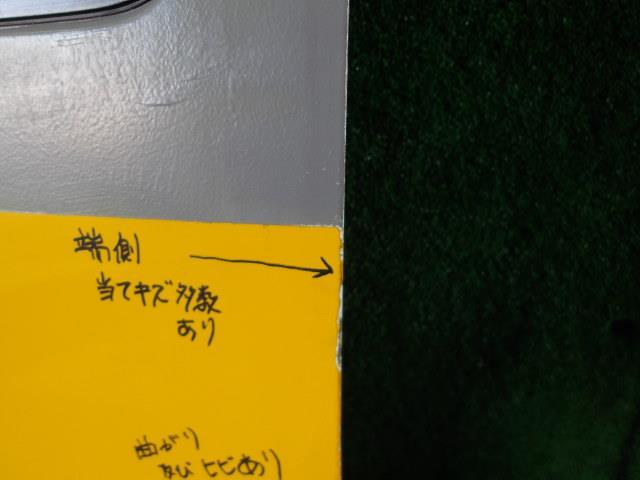 端側
当てキズ多数
あり
曲がり
及びヒビあり